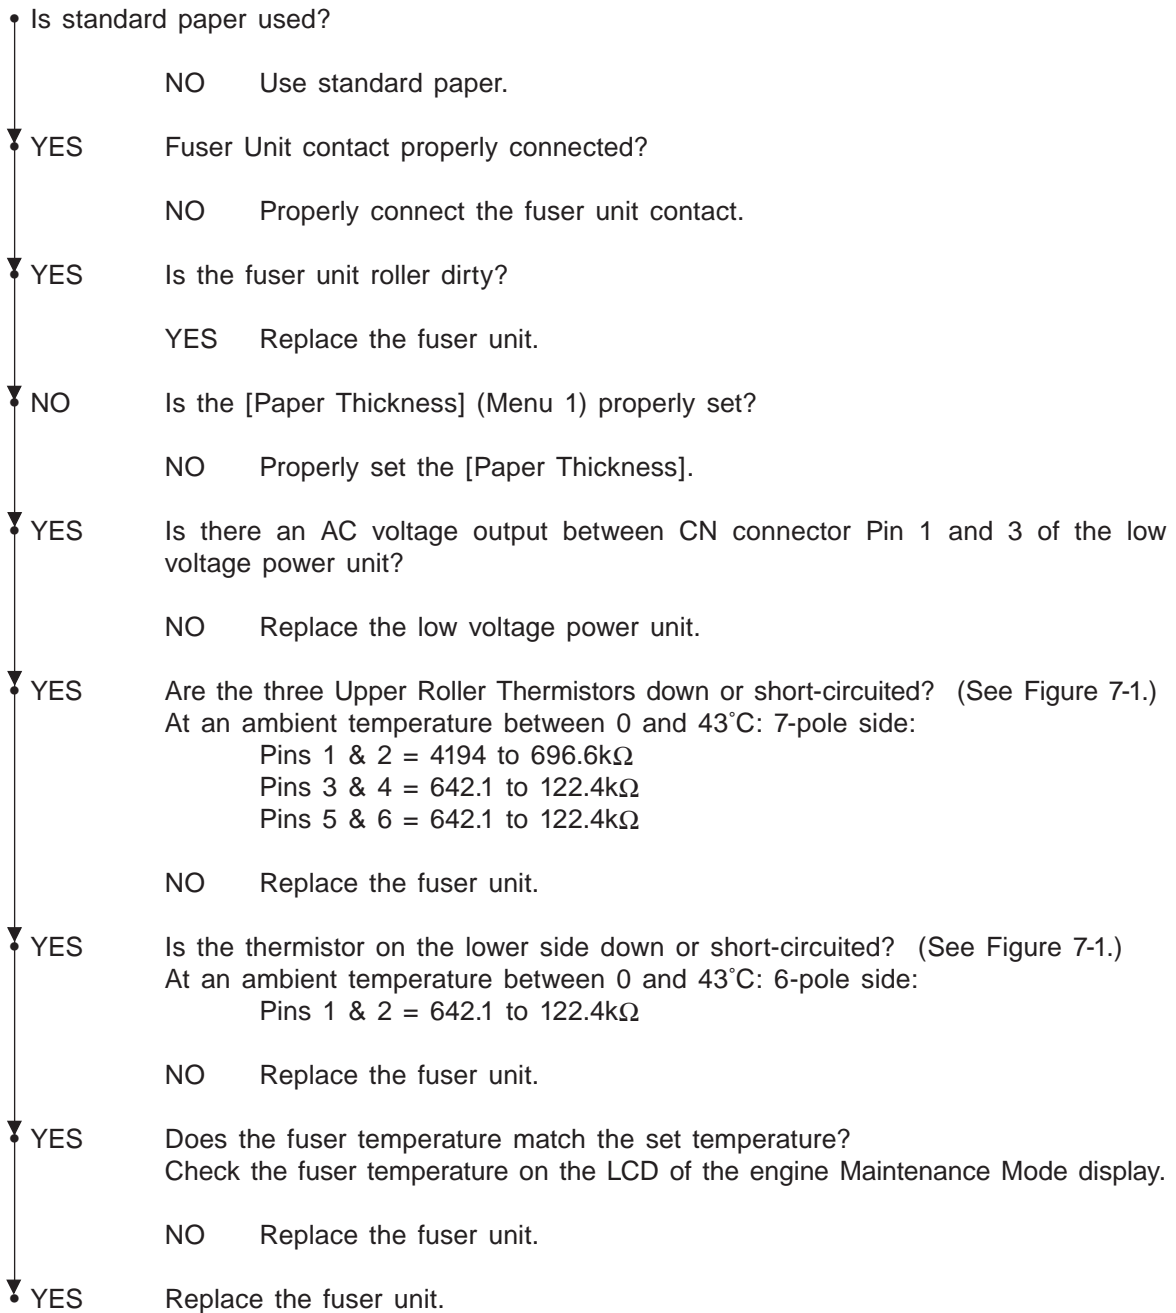 Is standard paper used?
NO Use standard paper.
YES Fuser Unit contact properly connected?
NO Properly connect the fuser unit contact.
YES Is the fuser unit roller dirty?
YES Replace the fuser unit.
NO Is the [Paper Thickness] (Menu 1) properly set?
NO Properly set the [Paper Thickness].
YES Is there an AC voltage output between CN connector Pin 1 and 3 of the low
voltage power unit?
NO Replace the low voltage power unit.
YES Are the three Upper Roller Thermistors down or short-circuited? (See Figure 7-1.)
At an ambient temperature between 0 and 43°C: 7-pole side:
Pins 1 & 2 = 4194 to 696.6kΩ
Pins 3 & 4 = 642.1 to 122.4kΩ
Pins 5 & 6 = 642.1 to 122.4kΩ
NO Replace the fuser unit.
YES Is the thermistor on the lower side down or short-circuited? (See Figure 7-1.)
At an ambient temperature between 0 and 43°C: 6-pole side:
Pins 1 & 2 = 642.1 to 122.4kΩ
NO Replace the fuser unit.
YES Does the fuser temperature match the set temperature?
Check the fuser temperature on the LCD of the engine Maintenance Mode display.
NO Replace the fuser unit.
YES Replace the fuser unit.